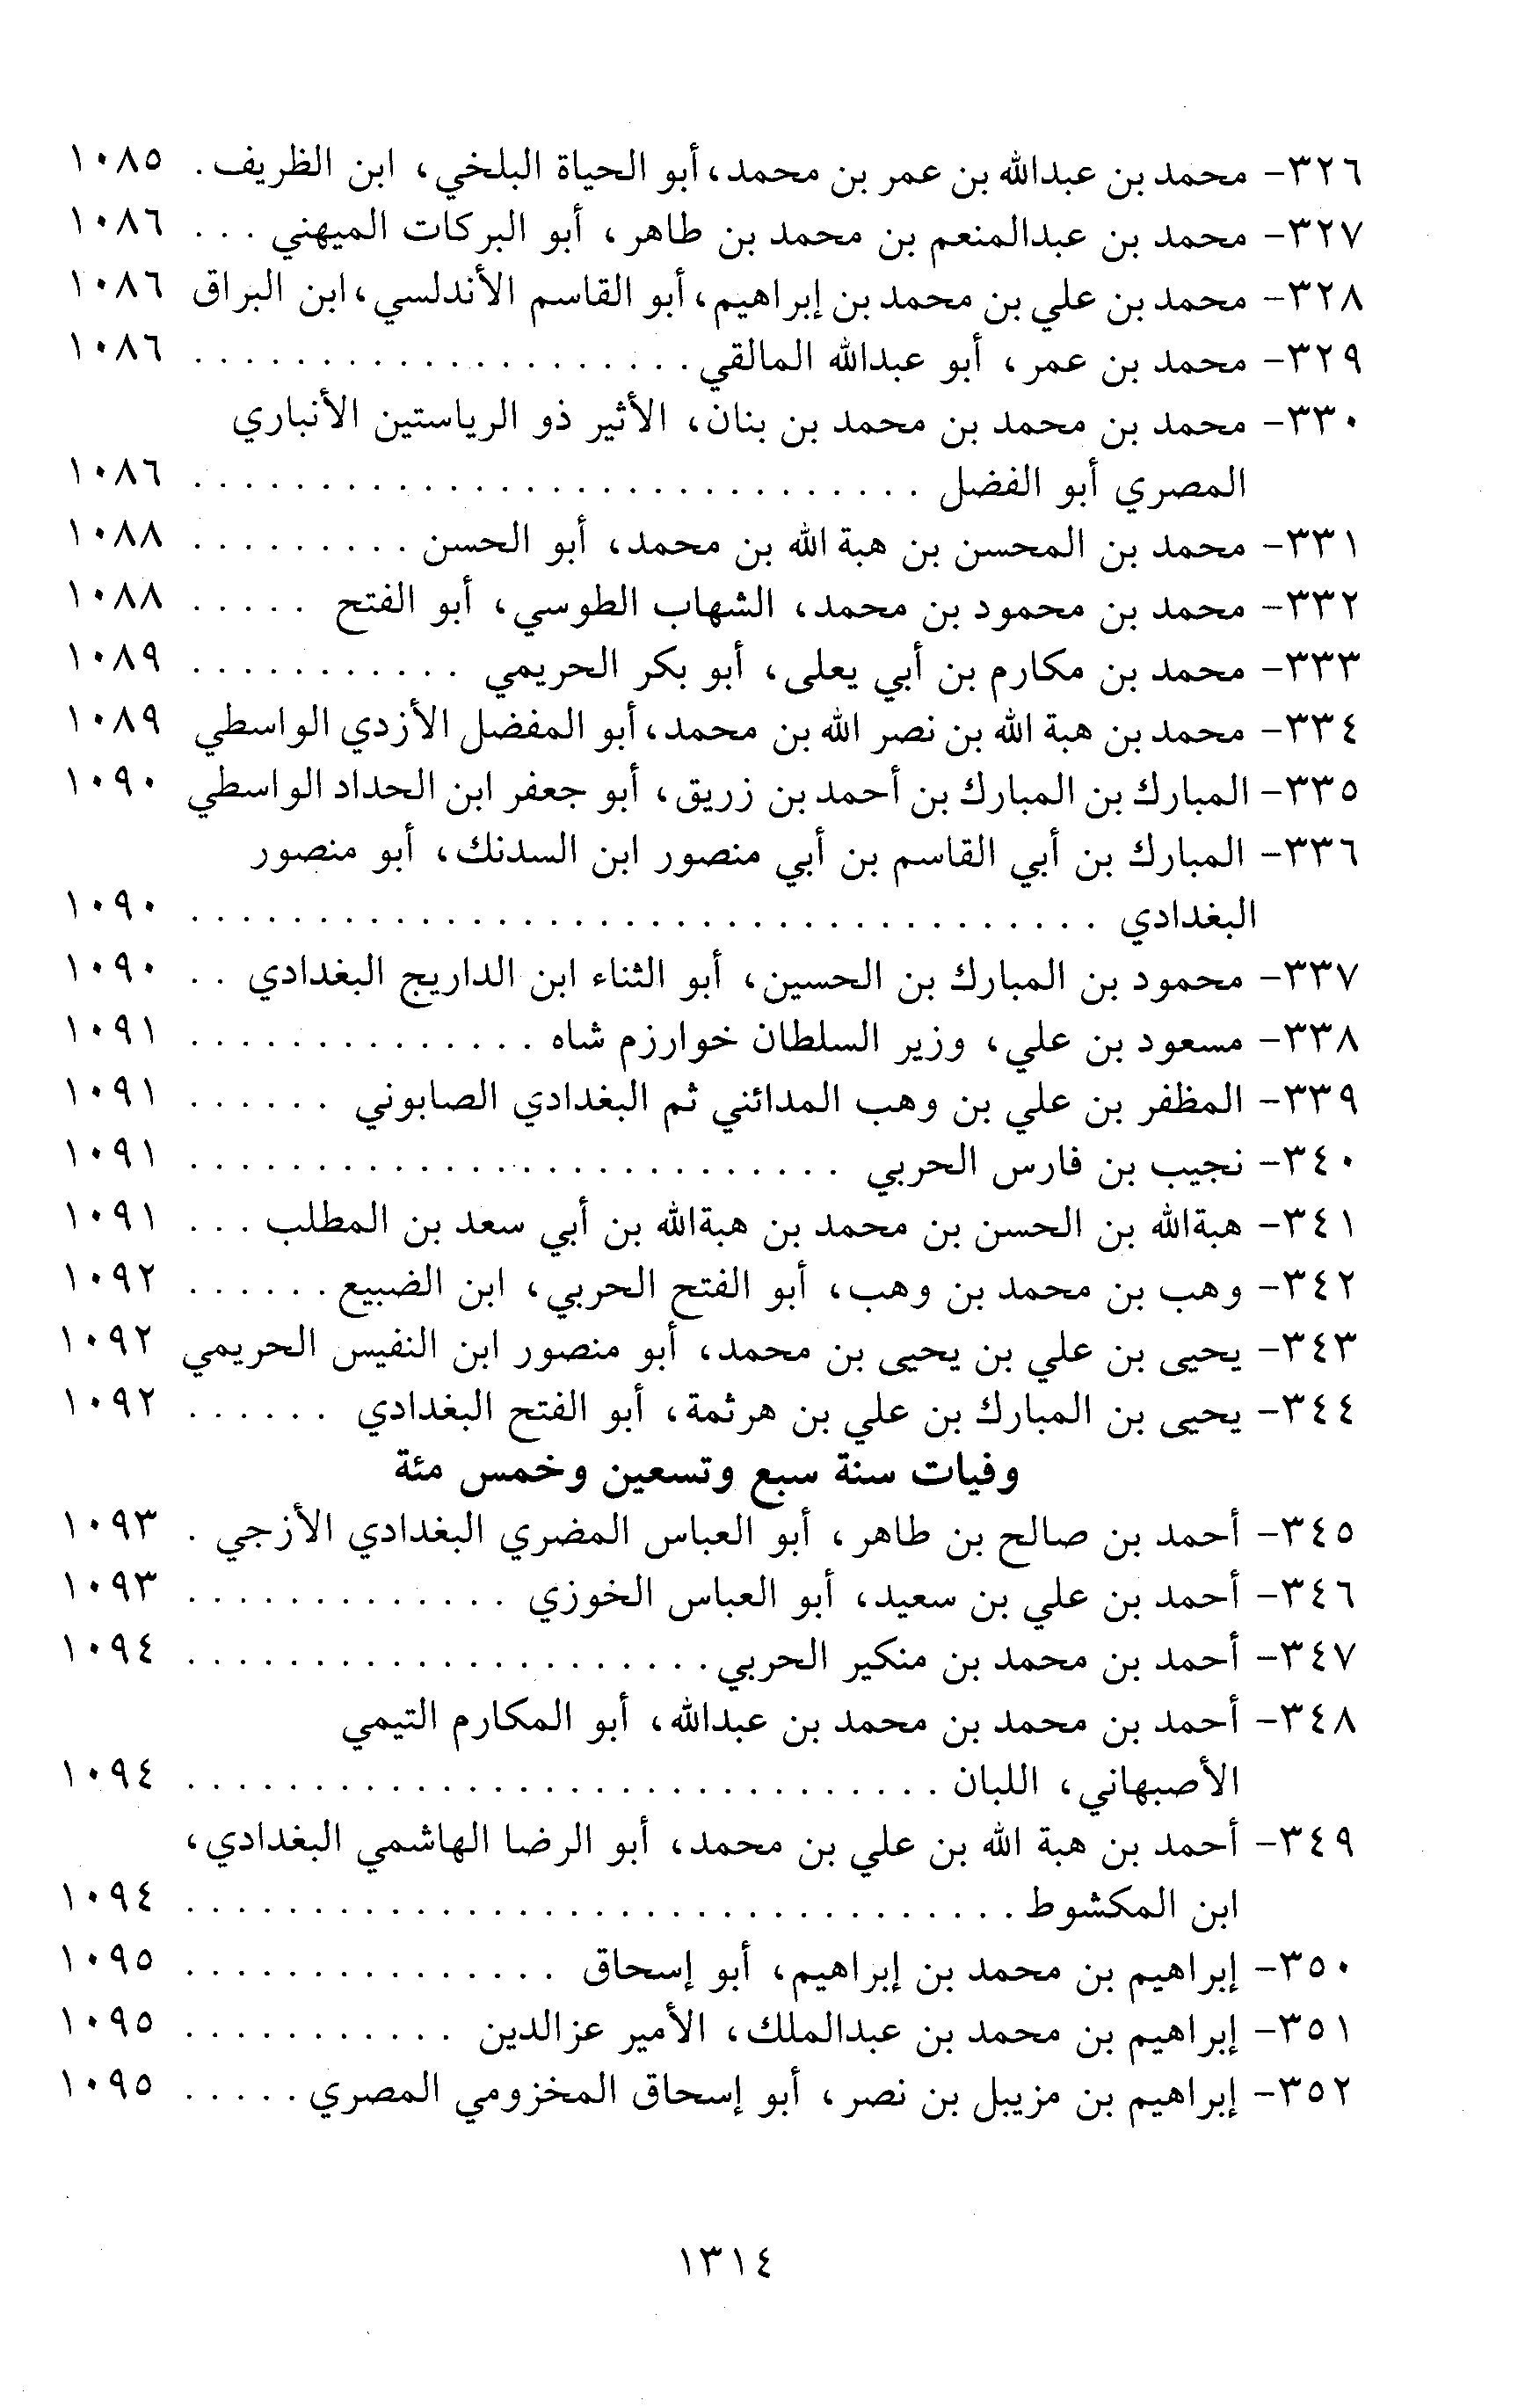 ٣٢٦- محمد بن عبدالله بن عمر بن محمد، أبو الحياة البلخي، ابن الظريف . ١٠٨٥
٣٢٧- محمد بن عبدالمنعم بن محمد بن طاهر، أبو البركات الميهني . . . ١٠٨٦
٣٢٨- محمد بن علي بن محمد بن إبراهيم، أبو القاسم الأندلسي، ابن البراق ١٠٨٦
٣٢٩- محمد بن عمر، أبو عبدالله المالقي . . . . . . . . . . . . . . . . . . . . ١٠٨٦
٣٣٠- محمد بن محمد بن محمد بن بنان، الأثير ذو الرياستين الأنباري
المصري أبو الفضل . . . . . . . . . . . . . . . . . . . . . . . . . . . . . ١٠٨٦
٣٣١- محمد بن المحسن بن هبة الله بن محمد، أبو الحسن . . . . . . . . . ١٠٨٨
٣٣٢- محمد بن محمود بن محمد، الشهاب الطوسي، أبو الفتح . . . . . ١٠٨٨
٣٣٣- محمد بن مكارم بن أبي يعلى، أبو بكر الحريمي . . . . . . . . . . . ١٠٨٩
٣٣٤- محمد بن هبة الله بن نصر الله بن محمد، أبو المفضل الأزدي الواسطي ١٠٨٩
٣٣٥- المبارك بن المبارك بن أحمد بن زريق، أبو جعفر ابن الحداد الواسطي ١٠٩٠
٣٣٦- المبارك بن أبي القاسم بن أبي منصور ابن السدنك، أبو منصور
البغدادي . . . . . . . . . . . . . . . . . . . . . . . . . . . . . . . . . . . . ١٠٩٠
٣٣٧- محمود بن المبارك بن الحسين، أبو الثناء ابن الداريج البغدادي . . ١٠٩٠
٣٣٨- مسعود بن علي، وزير السلطان خوارزم شاه . . . . . . . . . . . . . . ١٠٩١
٣٣٩- المظفر بن علي بن وهب المدائني ثم البغدادي الصابوني . . . . . . ١٠٩١
٣٤٠- نجيب بن فارس الحربي . . . . . . . . . . . . . . . . . . . . . . . . . . ١٠٩١
٣٤١- هبةالله بن الحسن بن محمد بن هبةالله بن أبي سعد بن المطلب . . . ١٠٩١
٣٤٢- وهب بن محمد بن وهب، أبو الفتح الحربي، ابن الضبيع . . . . . . ١٠٩٢
٣٤٣- يحيى بن علي بن يحيى بن محمد، أبو منصور ابن النفيس الحريمي ١٠٩٢
٣٤٤- يحيى بن المبارك بن علي بن هرثمة، أبو الفتح البغدادي . . . . . . ١٠٩٢
وفيات سنة سبع وتسعين وخمس مئة
٣٤٥- أحمد بن صالح بن طاهر، أبو العباس المضري البغدادي الأزجي . ١٠٩٣
٣٤٦- أحمد بن علي بن سعيد، أبو العباس الخوزي . . . . . . . . . . . . . ١٠٩٣
٣٤٧- أحمد بن محمد بن منكير الحربي . . . . . . . . . . . . . . . . . . . . . ١٠٩٤
٣٤٨- أحمد بن محمد بن محمد بن عبدالله، أبو المكارم التيمي
الأصبهاني، اللبان . . . . . . . . . . . . . . . . . . . . . . . . . . . . . . ١٠٩٤
٣٤٩- أحمد بن هبة الله بن علي بن محمد، أبو الرضا الهاشمي البغدادي،
ابن المكشوط . . . . . . . . . . . . . . . . . . . . . . . . . . . . . . . . . ١٠٩٤
٣٥٠- إبراهيم بن محمد بن إبراهيم، أبو إسحاق . . . . . . . . . . . . . . . ١٠٩٥
٣٥١- إبراهيم بن محمد بن عبدالملك، الأمير عزالدين . . . . . . . . . . . ١٠٩٥
٣٥٢- إبراهيم بن مزيبل بن نصر، أبو إسحاق المخزومي المصري . . . . . ١٠٩٥
١٣١٤